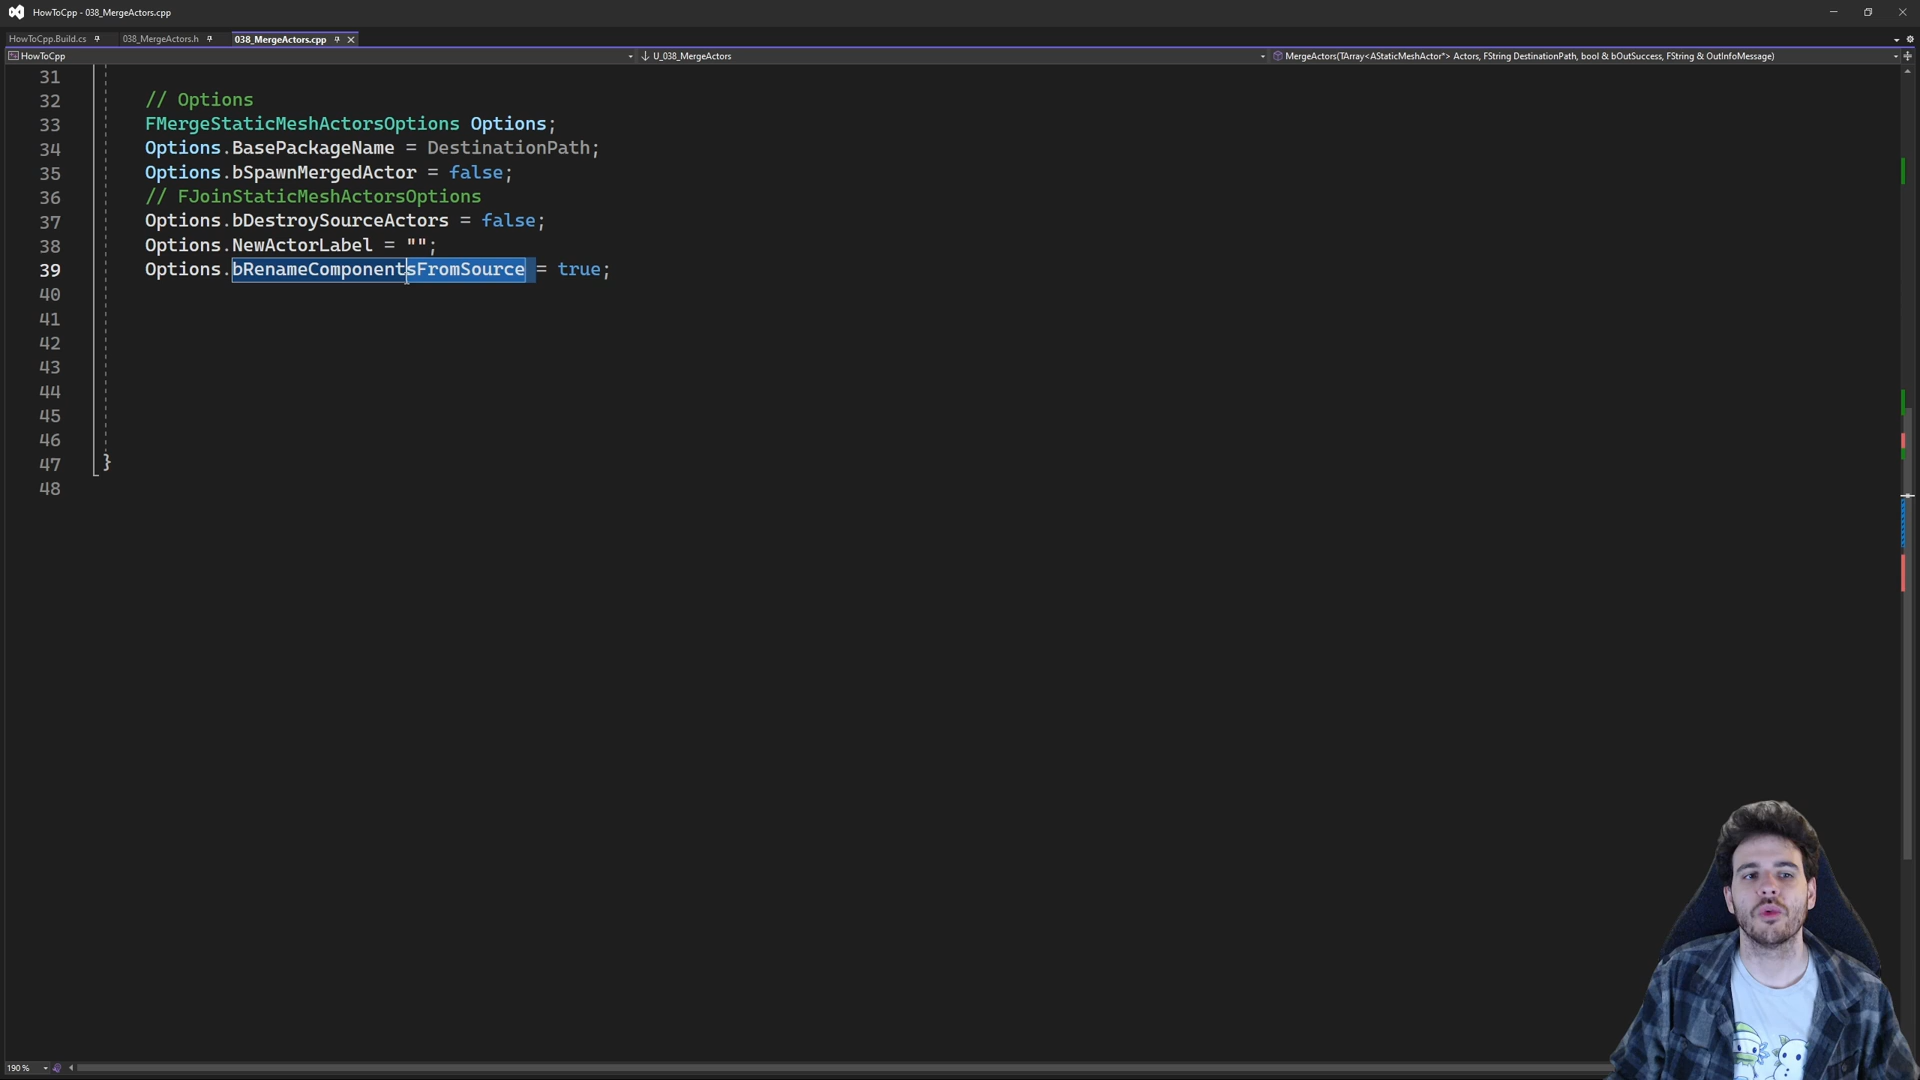 HowToCpp - 038_MergeActors.cpp
HowToCpp.Build.cs 038_MergeActors.h 038_MergeActors.cpp
HowToCpp U_038_MergeActors MergeActors(TArray<AStaticMeshActor*> Actors, FString DestinationPath, bool & bOutSuccess, FString & OutInfoMessage)
31
32 // Options
33 FMergeStaticMeshActorsOptions Options;
34 Options.BasePackageName = DestinationPath;
35 Options.bSpawnMergedActor = false;
36 // FJoinStaticMeshActorsOptions
37 Options.bDestroySourceActors = false;
38 Options.NewActorLabel = "";
39 Options.bRenameComponentsFromSource = true;
40
41
42
43
44
45
46
47 }
48
190 %